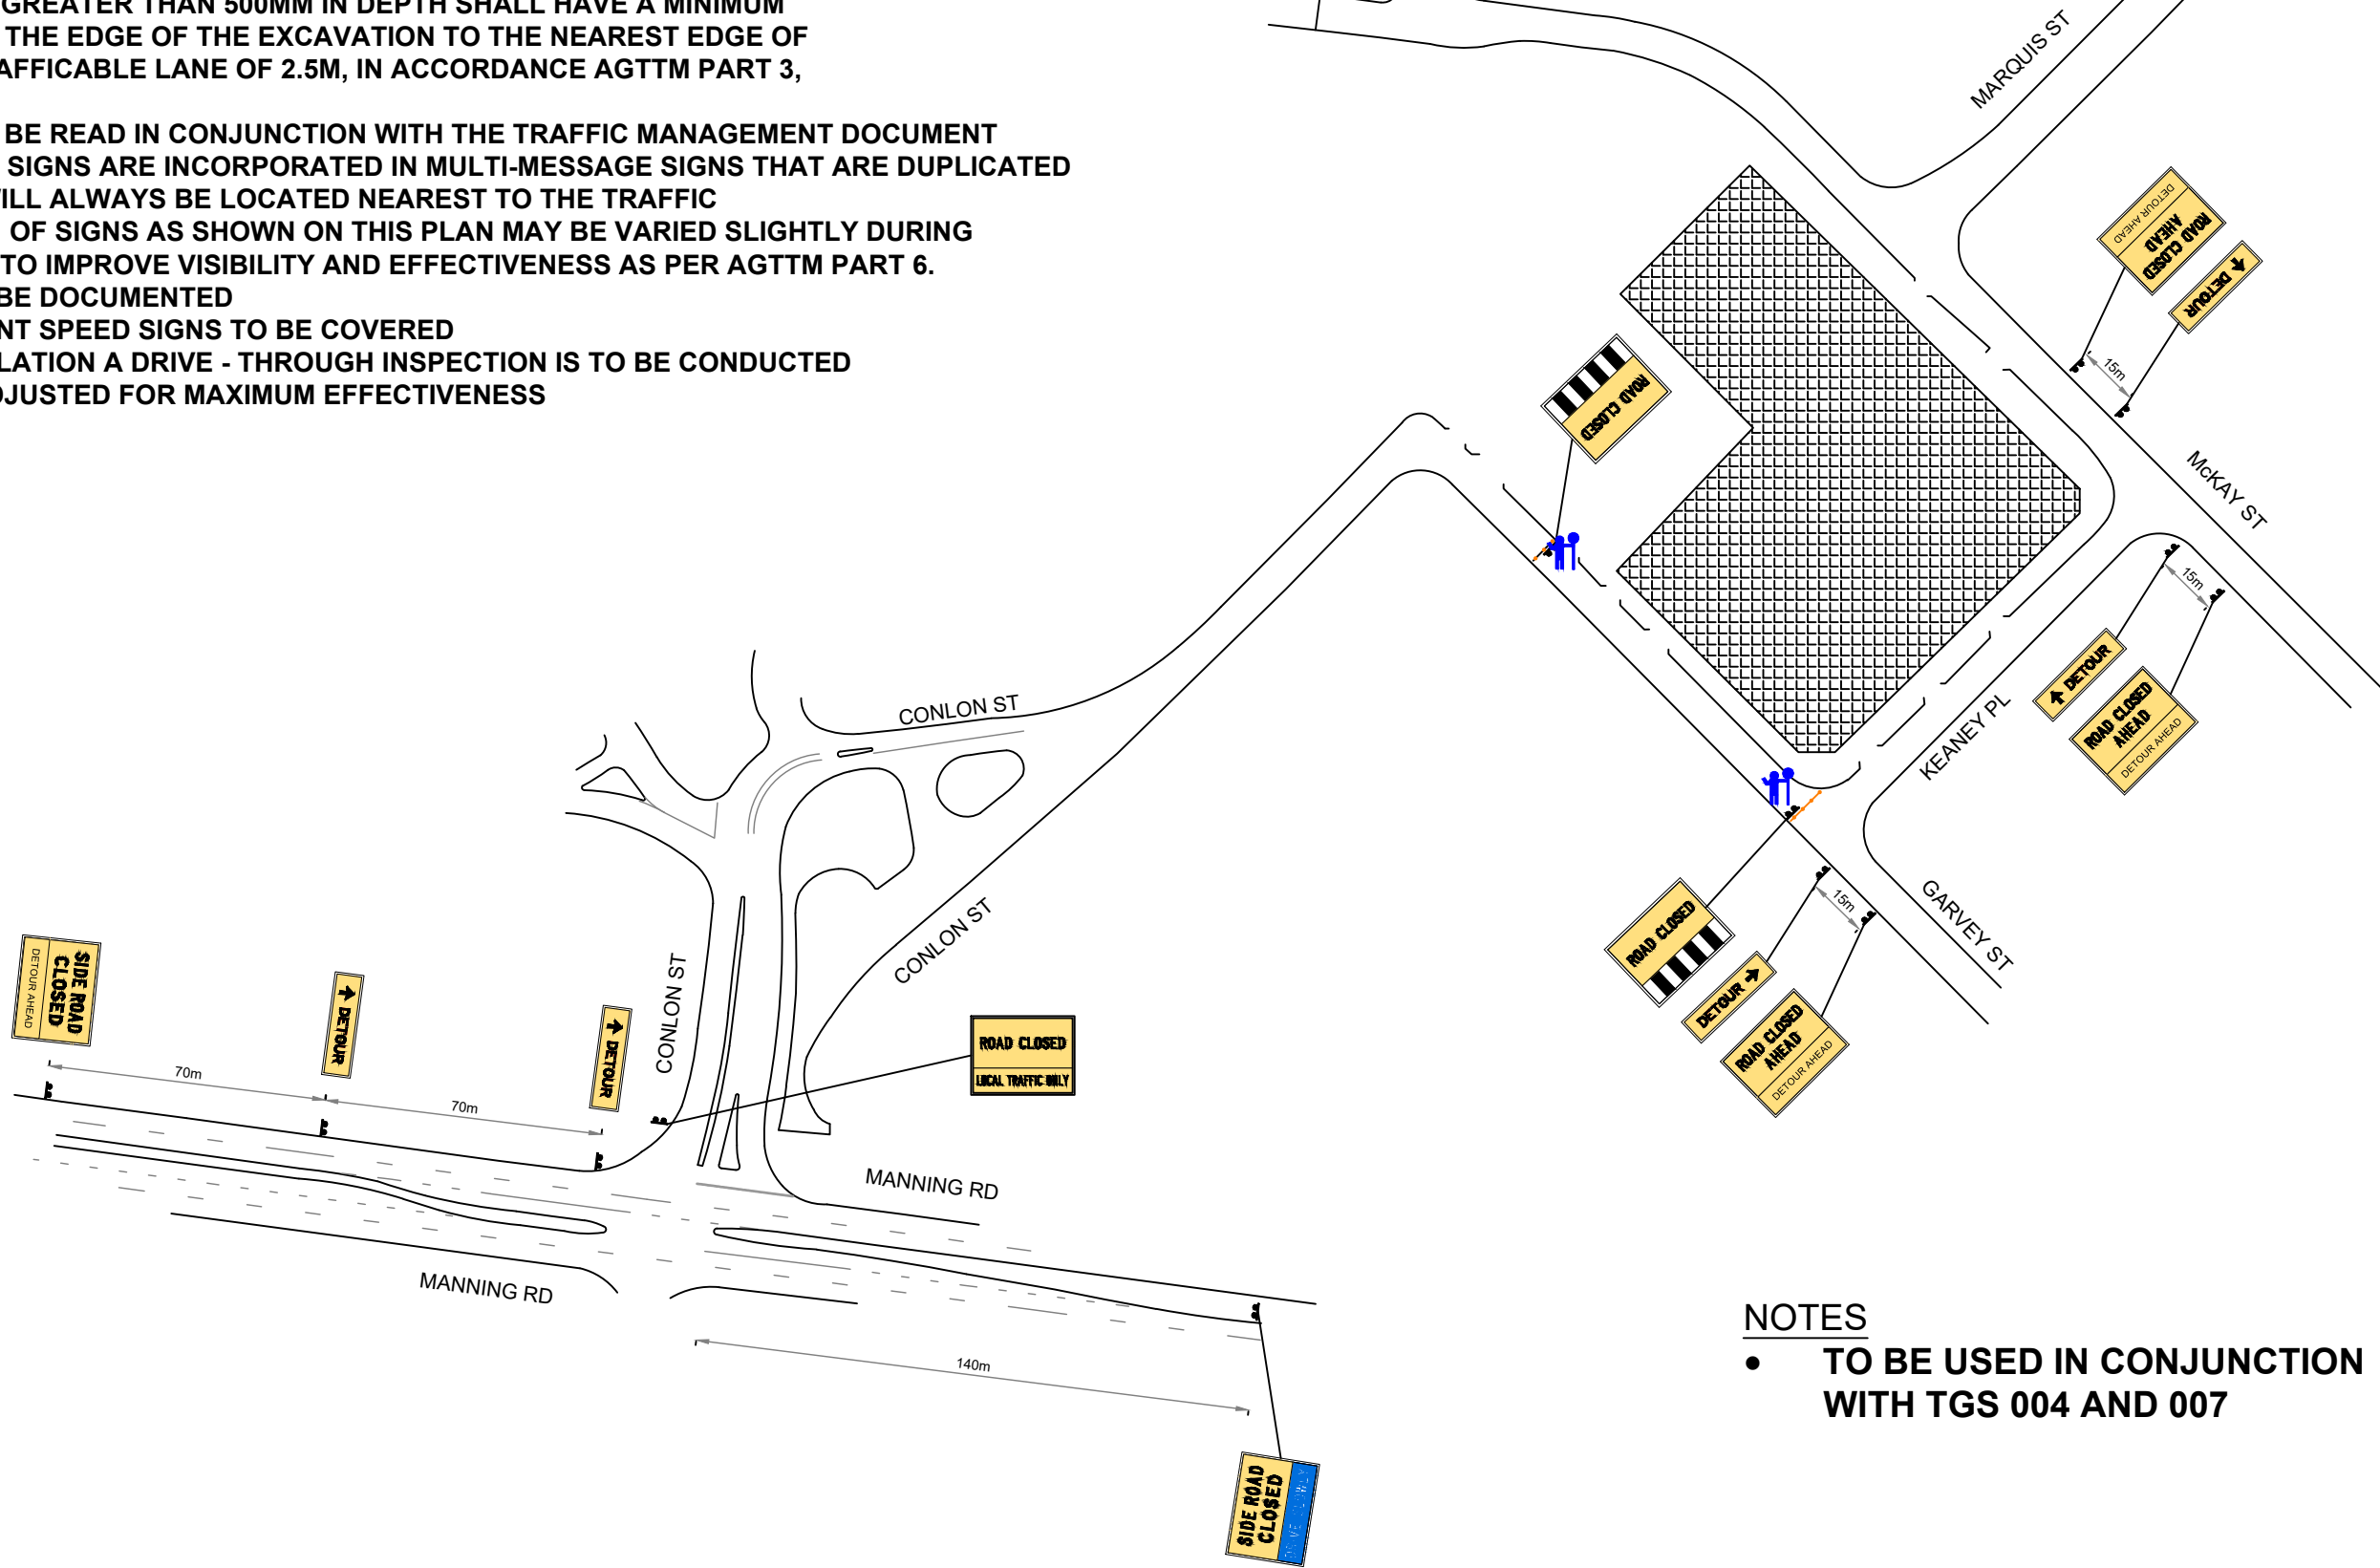 GREATER THAN 500MM IN DEPTH SHALL HAVE A MINIMUM
THE EDGE OF THE EXCAVATION TO THE NEAREST EDGE OF
AFFICABLE LANE OF 2.5M, IN ACCORDANCE AGTTM PART 3,
BE READ IN CONJUNCTION WITH THE TRAFFIC MANAGEMENT DOCUMENT
SIGNS ARE INCORPORATED IN MULTI-MESSAGE SIGNS THAT ARE DUPLICATED
WILL ALWAYS BE LOCATED NEAREST TO THE TRAFFIC
OF SIGNS AS SHOWN ON THIS PLAN MAY BE VARIED SLIGHTLY DURING
TO IMPROVE VISIBILITY AND EFFECTIVENESS AS PER AGTTM PART 6.
BE DOCUMENTED
NT SPEED SIGNS TO BE COVERED
LATION A DRIVE - THROUGH INSPECTION IS TO BE CONDUCTED
DJUSTED FOR MAXIMUM EFFECTIVENESS
MARQUIS ST
ROAD CLOSED
AHEAD
DETOUR AHEAD
DETOUR
15m
ROAD CLOSED
McKAY ST
15m
DETOUR
ROAD CLOSED
AHEAD
DETOUR AHEAD
KEANEY PL
CONLON ST
CONLON ST
CONLON ST
ROAD CLOSED
DETOUR
15m
ROAD CLOSED
AHEAD
DETOUR AHEAD
GARVEY ST
SIDE ROAD
CLOSED
DETOUR AHEAD
DETOUR
DETOUR
70m
70m
ROAD CLOSED
LOCAL TRAFFIC ONLY
MANNING RD
MANNING RD
140m
SIDE ROAD
CLOSED
NOTES
• TO BE USED IN CONJUNCTION
WITH TGS 004 AND 007